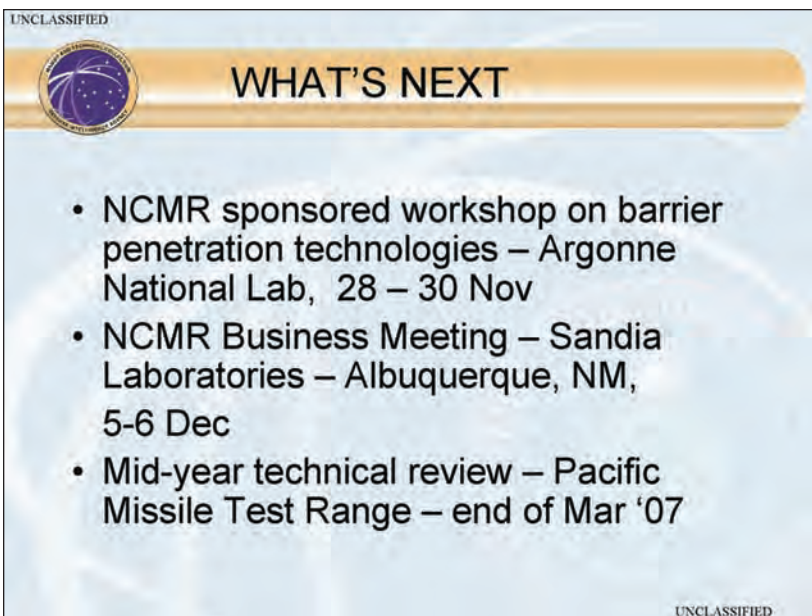 UNCLASSIFIED
WHAT'S NEXT
• NCMR sponsored workshop on barrier
penetration technologies – Argonne
National Lab, 28 – 30 Nov
• NCMR Business Meeting – Sandia
Laboratories – Albuquerque, NM,
5-6 Dec
• Mid-year technical review – Pacific
Missile Test Range – end of Mar ‘07
UNCLASSIFIED